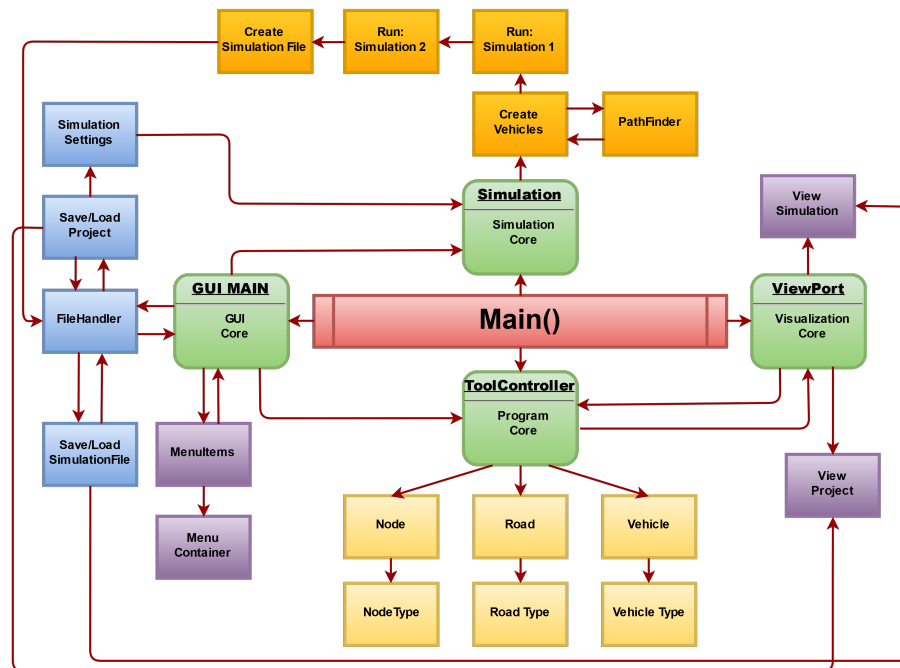 Create
Simulation File
Run:
Simulation 2
Run:
Simulation 1
Simulation
Settings
Create
Vehicles
PathFinder
Save/Load
Project
Simulation
Simulation
Core
View
Simulation
FileHandler
GUI MAIN
GUI
Core
Main()
ViewPort
Visualization
Core
ToolController
Program
Core
Save/Load
SimulationFile
MenuItems
View
Project
Menu
Container
Node
Road
Vehicle
NodeType
Road Type
Vehicle Type